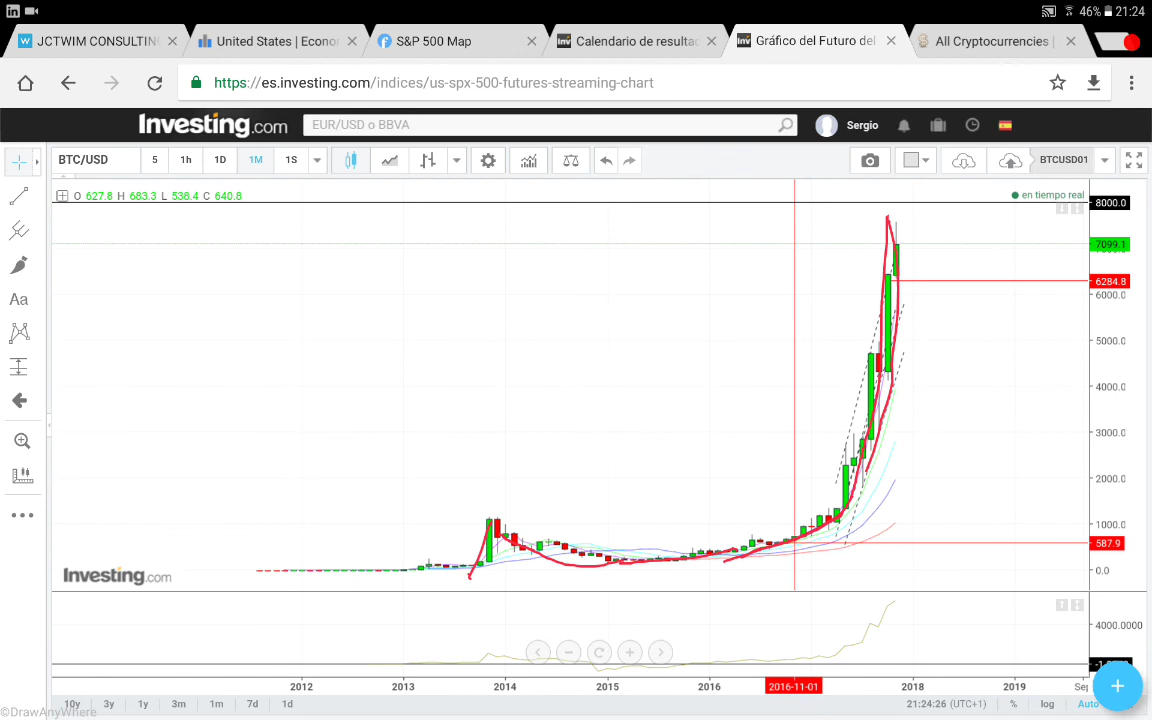 in 46% 21:24
JCTWIM CONSULTIN United States | Econo S&P 500 Map Calendario de resulta Gráfico del Futuro del All Cryptocurrencies |
https://es.investing.com/indices/us-spx-500-futures-streaming-chart
Investing.com EUR/USD o BBVA Sergio
BTC/USD 5 1h 1D 1M 1S BTCUSD01
O 627.8 H 683.3 L 538.4 C 640.8
en tiempo real
8000.0
7099.1
6284.8
6000.0
5000.0
4000.0
3000.0
2000.0
1000.0
587.9
0.0
Aa
Investing.com
4000.0000
2012 2013 2014 2015 2016 2016-11-01 2018 2019 Sep
10y 3y 1y 3m 1m 7d 1d 21:24:26 (UTC+1) % log Auto
©DrawAnyWhere